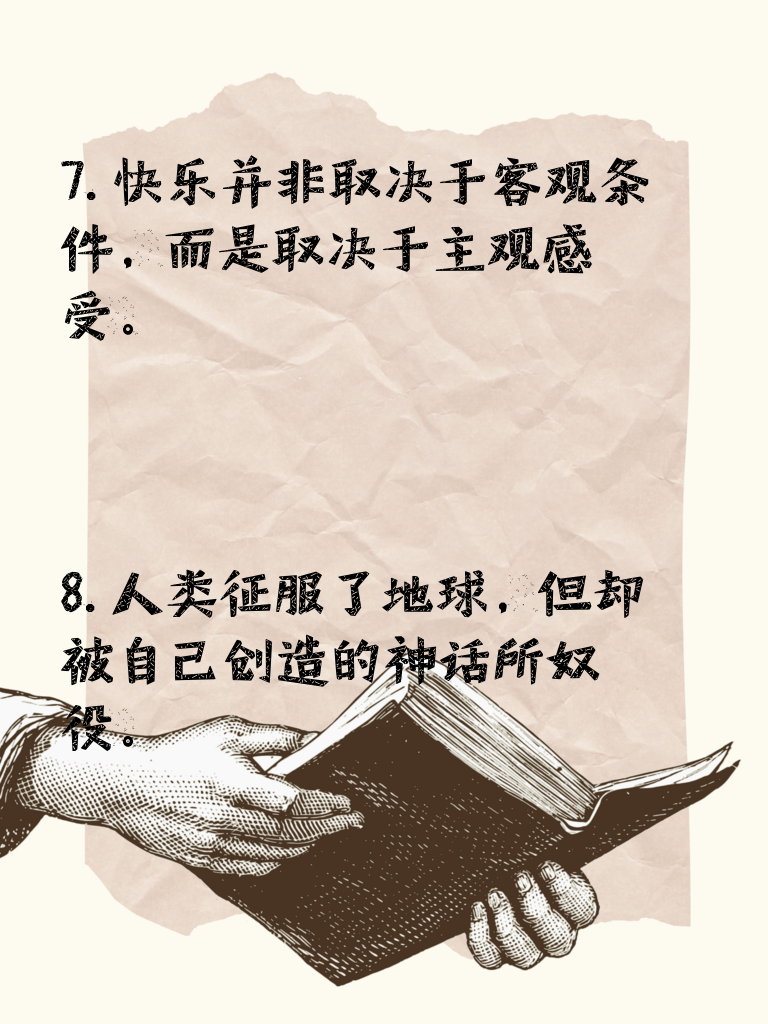 7. 快乐并非取决于客观条
件，而是取决于主观感
受。
8. 人类征服了地球，但却
被自己创造的神话所奴
役。